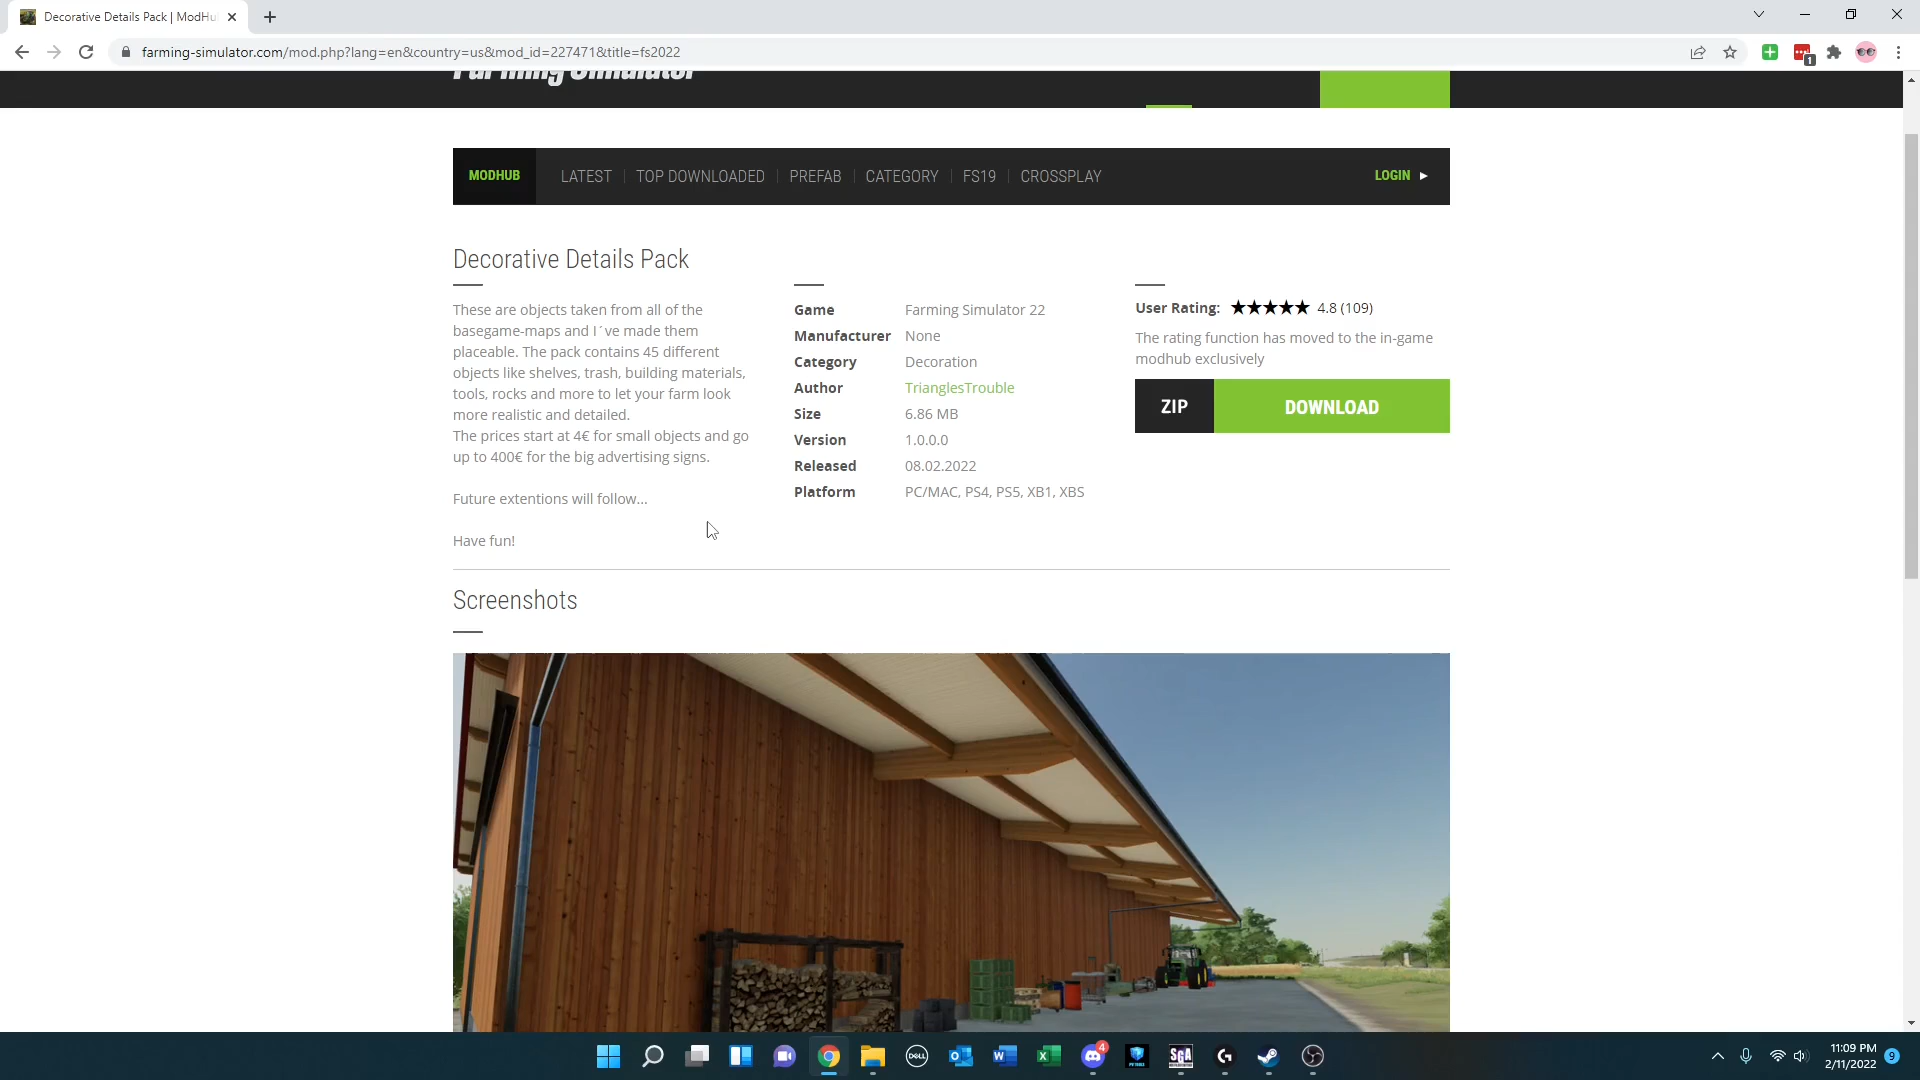 Decorative Details Pack | ModHu
farming-simulator.com/mod.php?lang=en&country=us&mod_id=227471&title=fs2022
1
Farming Simulator
MODHUB
LATEST
TOP DOWNLOADED
PREFAB
CATEGORY
FS19
CROSSPLAY
LOGIN
Decorative Details Pack
These are objects taken from all of the
basegame-maps and I´ve made them
placeable. The pack contains 45 different
objects like shelves, trash, building materials,
tools, rocks and more to let your farm look
more realistic and detailed.
The prices start at 4€ for small objects and go
up to 400€ for the big advertising signs.
Future extentions will follow...
Have fun!
Game Farming Simulator 22
Manufacturer None
Category Decoration
Author TrianglesTrouble
Size 6.86 MB
Version 1.0.0.0
Released 08.02.2022
Platform PC/MAC, PS4, PS5, XB1, XBS
User Rating: 4.8 (109)
The rating function has moved to the in-game
modhub exclusively
ZIP DOWNLOAD
Screenshots
DELL
4
SGA
11:09 PM
2/11/2022
9